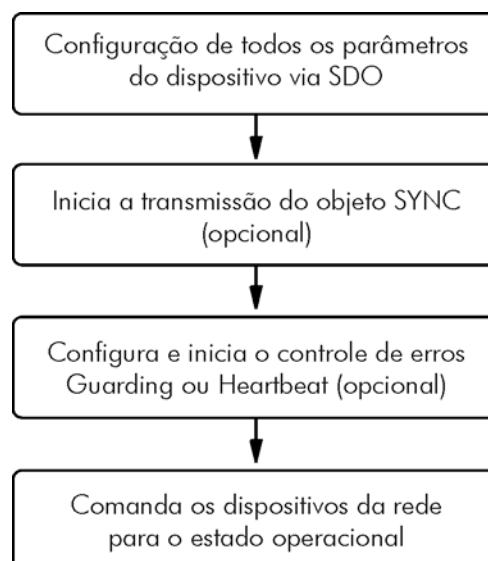 Configuração de todos os parâmetros
do dispositivo via SDO
Inicia a transmissão do objeto SYNC
(opcional)
Configura e inicia o controle de erros
Guarding ou Heartbeat (opcional)
Comanda os dispositivos da rede
para o estado operacional